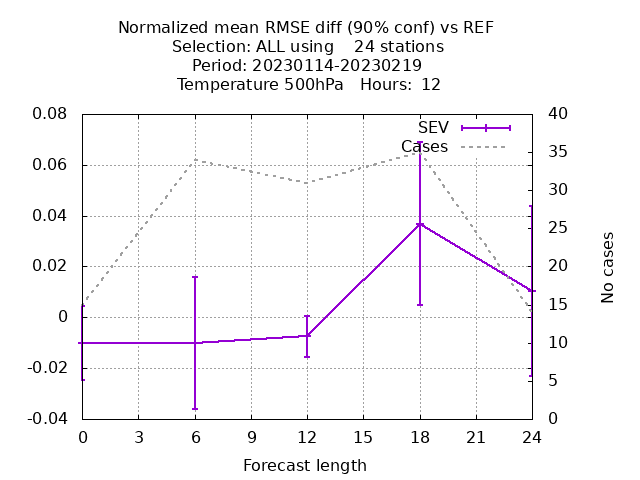 Normalized mean RMSE diff (90% conf) vs REF
Selection: ALL using    24 stations
Period: 20230114-20230219
Temperature 500hPa   Hours:  12
SEV
Cases
0.08
0.06
0.04
0.02
0
-0.02
-0.04
40
35
30
25
20
15
10
5
0
No cases
0 3 6 9 12 15 18 21 24
Forecast length